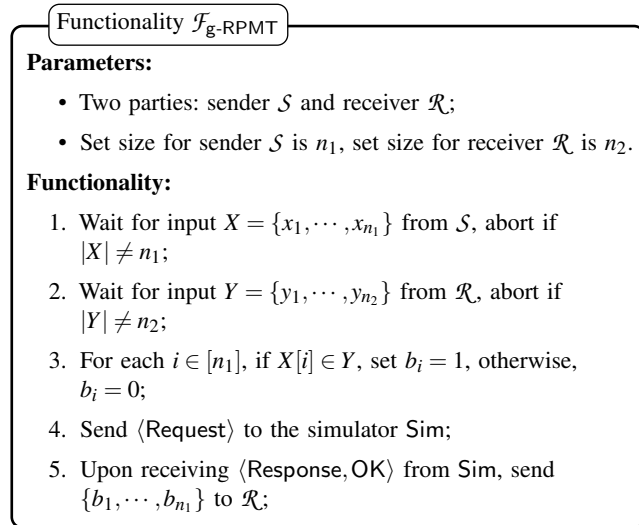 Functionality ℱg-RPMT
Parameters:
• Two parties: sender 𝒮 and receiver ℛ;
• Set size for sender 𝒮 is n₁, set size for receiver ℛ is n₂.
Functionality:
1. Wait for input X = {x₁, ⋯ , xₙ₁} from 𝒮, abort if
|X| ≠ n₁;
2. Wait for input Y = {y₁, ⋯ , yₙ₂} from ℛ, abort if
|Y| ≠ n₂;
3. For each i ∈ [n₁], if X[i] ∈ Y, set bᵢ = 1, otherwise,
bᵢ = 0;
4. Send ⟨Request⟩ to the simulator Sim;
5. Upon receiving ⟨Response, OK⟩ from Sim, send
{b₁, ⋯ , bₙ₁} to ℛ;